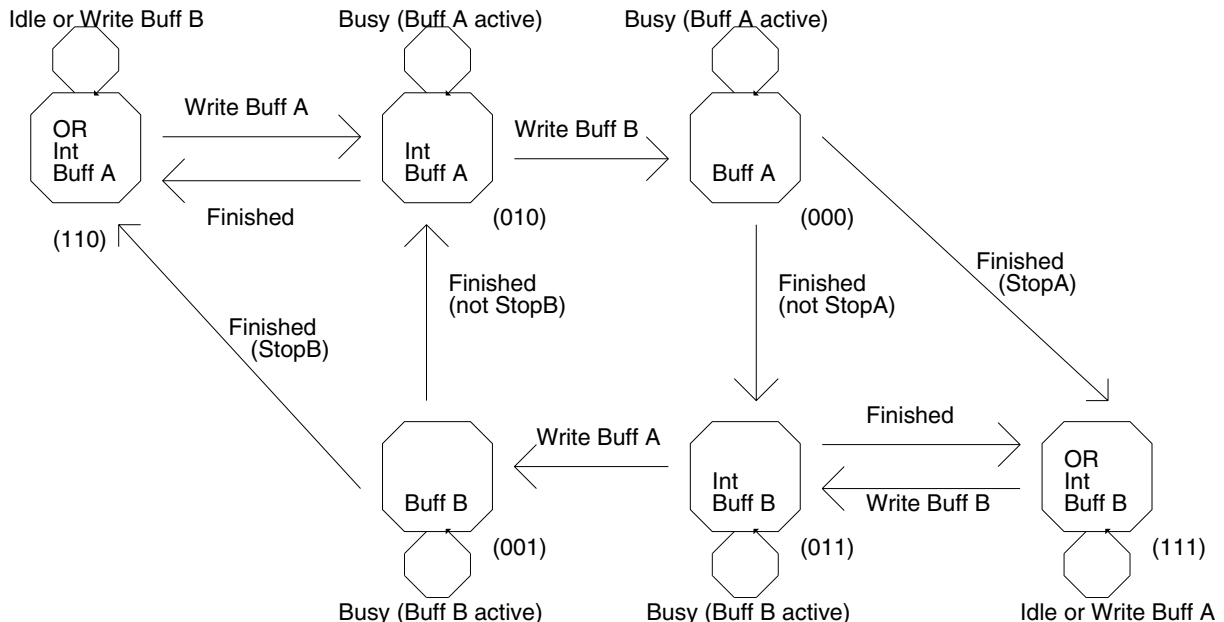 Idle or Write Buff B
Busy (Buff A active)
Busy (Buff A active)
OR
Int
Buff A
Write Buff A
Int
Buff A
Write Buff B
Buff A
Finished
(110)
(010)
(000)
Finished
(StopA)
Finished
(not StopB)
Finished
(not StopA)
Finished
(StopB)
Buff B
Write Buff A
Int
Buff B
Finished
Write Buff B
OR
Int
Buff B
(001)
(011)
(111)
Busy (Buff B active)
Busy (Buff B active)
Idle or Write Buff A